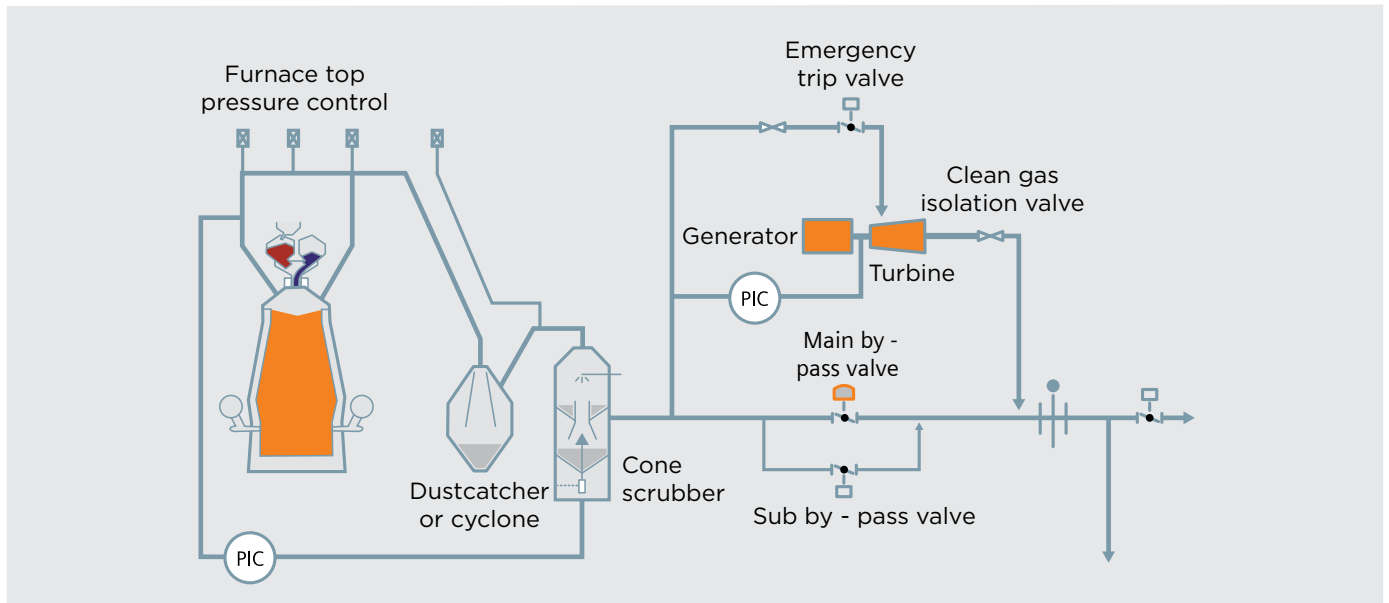 Emergency
trip valve
Furnace top
pressure control
Clean gas
isolation valve
Generator
Turbine
PIC
Main by -
pass valve
Cone
scrubber
Dustcatcher
or cyclone
Sub by - pass valve
PIC